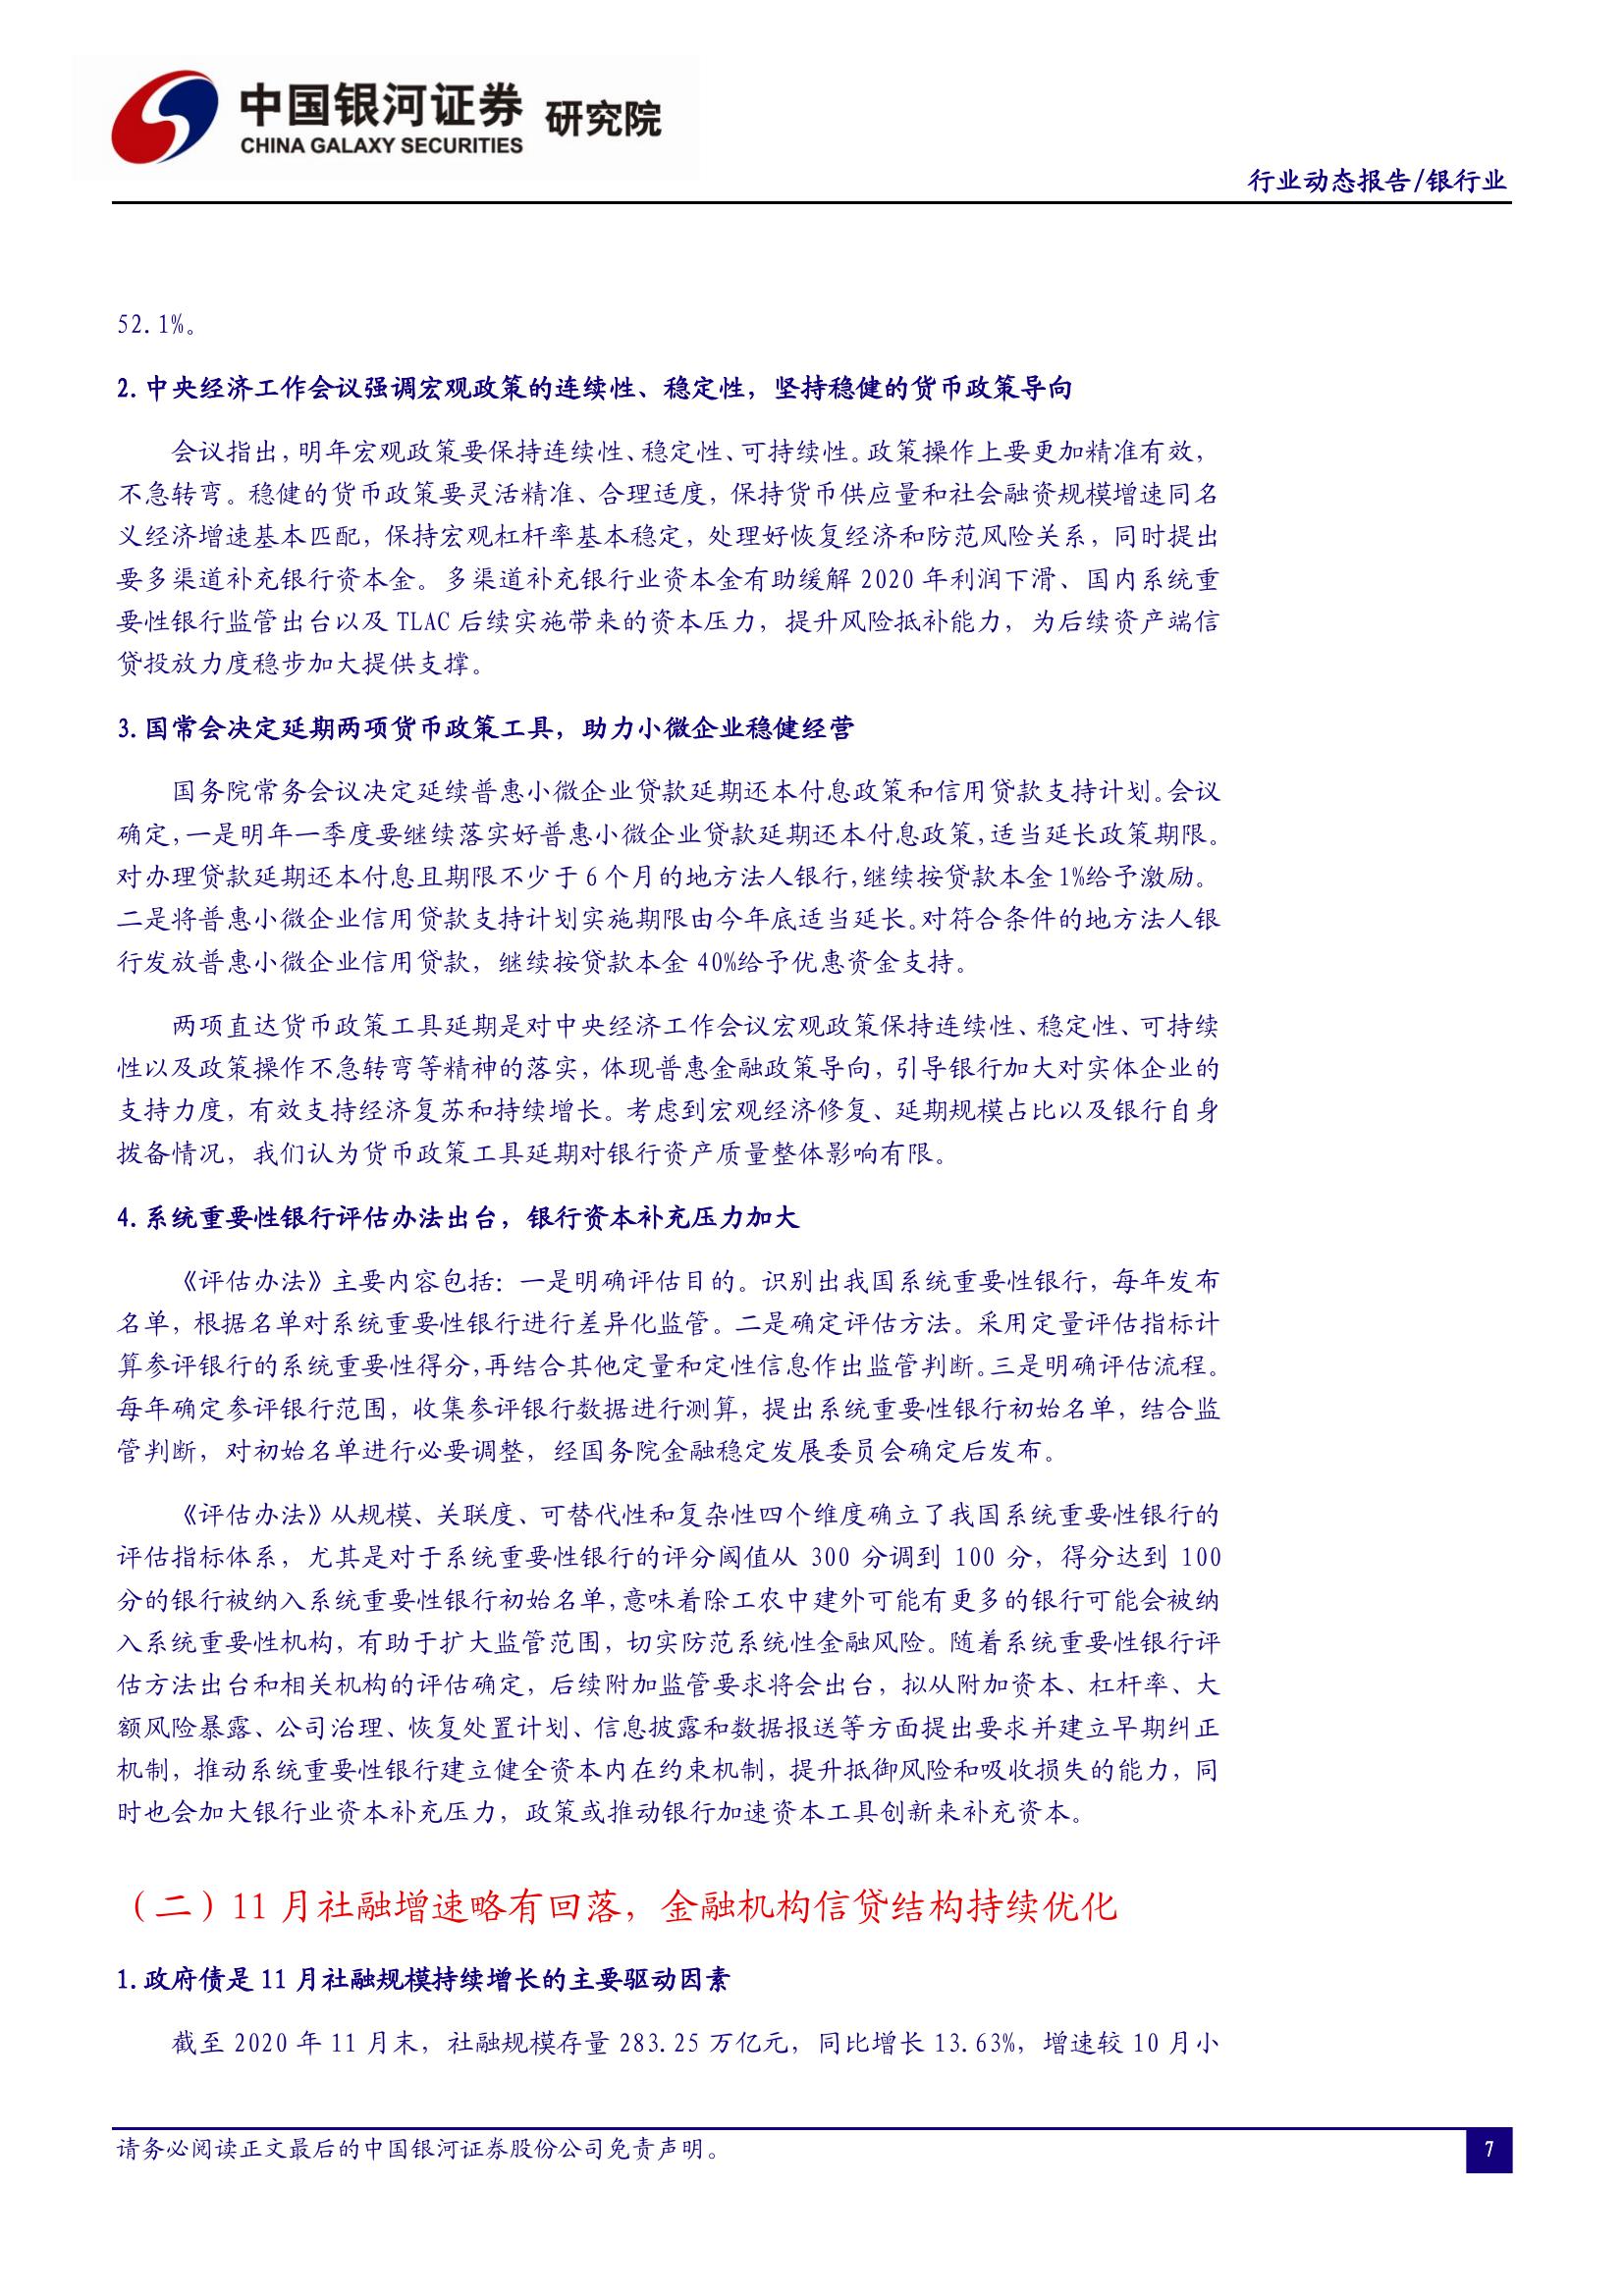 中国银河证券 研究院
CHINA GALAXY SECURITIES
行业动态报告/银行业
52.1%。
2.中央经济工作会议强调宏观政策的连续性、稳定性，坚持稳健的货币政策导向
会议指出，明年宏观政策要保持连续性、稳定性、可持续性。政策操作上要更加精准有效，
不急转弯。稳健的货币政策要灵活精准、合理适度，保持货币供应量和社会融资规模增速同名
义经济增速基本匹配，保持宏观杠杆率基本稳定，处理好恢复经济和防范风险关系，同时提出
要多渠道补充银行资本金。多渠道补充银行业资本金有助缓解 2020 年利润下滑、国内系统重
要性银行监管出台以及 TLAC 后续实施带来的资本压力，提升风险抵补能力，为后续资产端信
贷投放力度稳步加大提供支撑。
3.国常会决定延期两项货币政策工具，助力小微企业稳健经营
国务院常务会议决定延续普惠小微企业贷款延期还本付息政策和信用贷款支持计划。会议
确定，一是明年一季度要继续落实好普惠小微企业贷款延期还本付息政策，适当延长政策期限。
对办理贷款延期还本付息且期限不少于 6 个月的地方法人银行，继续按贷款本金 1%给予激励。
二是将普惠小微企业信用贷款支持计划实施期限由今年底适当延长。对符合条件的地方法人银
行发放普惠小微企业信用贷款，继续按贷款本金 40%给予优惠资金支持。
两项直达货币政策工具延期是对中央经济工作会议宏观政策保持连续性、稳定性、可持续
性以及政策操作不急转弯等精神的落实，体现普惠金融政策导向，引导银行加大对实体企业的
支持力度，有效支持经济复苏和持续增长。考虑到宏观经济修复、延期规模占比以及银行自身
拨备情况，我们认为货币政策工具延期对银行资产质量整体影响有限。
4.系统重要性银行评估办法出台，银行资本补充压力加大
《评估办法》主要内容包括：一是明确评估目的。识别出我国系统重要性银行，每年发布
名单，根据名单对系统重要性银行进行差异化监管。二是确定评估方法。采用定量评估指标计
算参评银行的系统重要性得分，再结合其他定量和定性信息作出监管判断。三是明确评估流程。
每年确定参评银行范围，收集参评银行数据进行测算，提出系统重要性银行初始名单，结合监
管判断，对初始名单进行必要调整，经国务院金融稳定发展委员会确定后发布。
《评估办法》从规模、关联度、可替代性和复杂性四个维度确立了我国系统重要性银行的
评估指标体系，尤其是对于系统重要性银行的评分阈值从 300 分调到 100 分，得分达到 100
分的银行被纳入系统重要性银行初始名单，意味着除工农中建外可能有更多的银行可能会被纳
入系统重要性机构，有助于扩大监管范围，切实防范系统性金融风险。随着系统重要性银行评
估方法出台和相关机构的评估确定，后续附加监管要求将会出台，拟从附加资本、杠杆率、大
额风险暴露、公司治理、恢复处置计划、信息披露和数据报送等方面提出要求并建立早期纠正
机制，推动系统重要性银行建立健全资本内在约束机制，提升抵御风险和吸收损失的能力，同
时也会加大银行业资本补充压力，政策或推动银行加速资本工具创新来补充资本。
（二）11 月社融增速略有回落，金融机构信贷结构持续优化
1.政府债是 11 月社融规模持续增长的主要驱动因素
截至 2020 年 11 月末，社融规模存量 283.25 万亿元，同比增长 13.63%，增速较 10 月小
请务必阅读正文最后的中国银河证券股份公司免责声明。
7